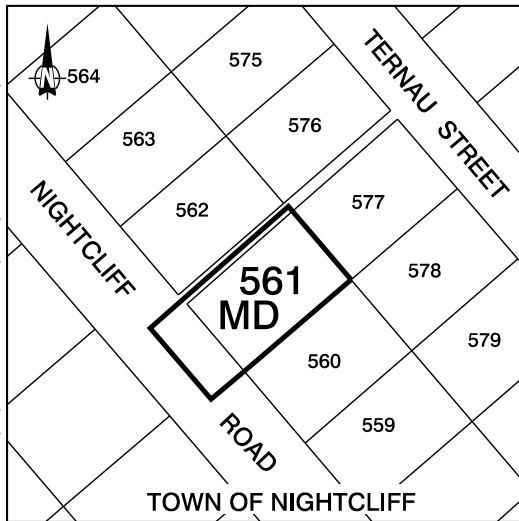 N
564
575
TERNAU STREET
563
576
NIGHTCLIFF
562
577
561
MD
578
579
560
559
ROAD
TOWN OF NIGHTCLIFF